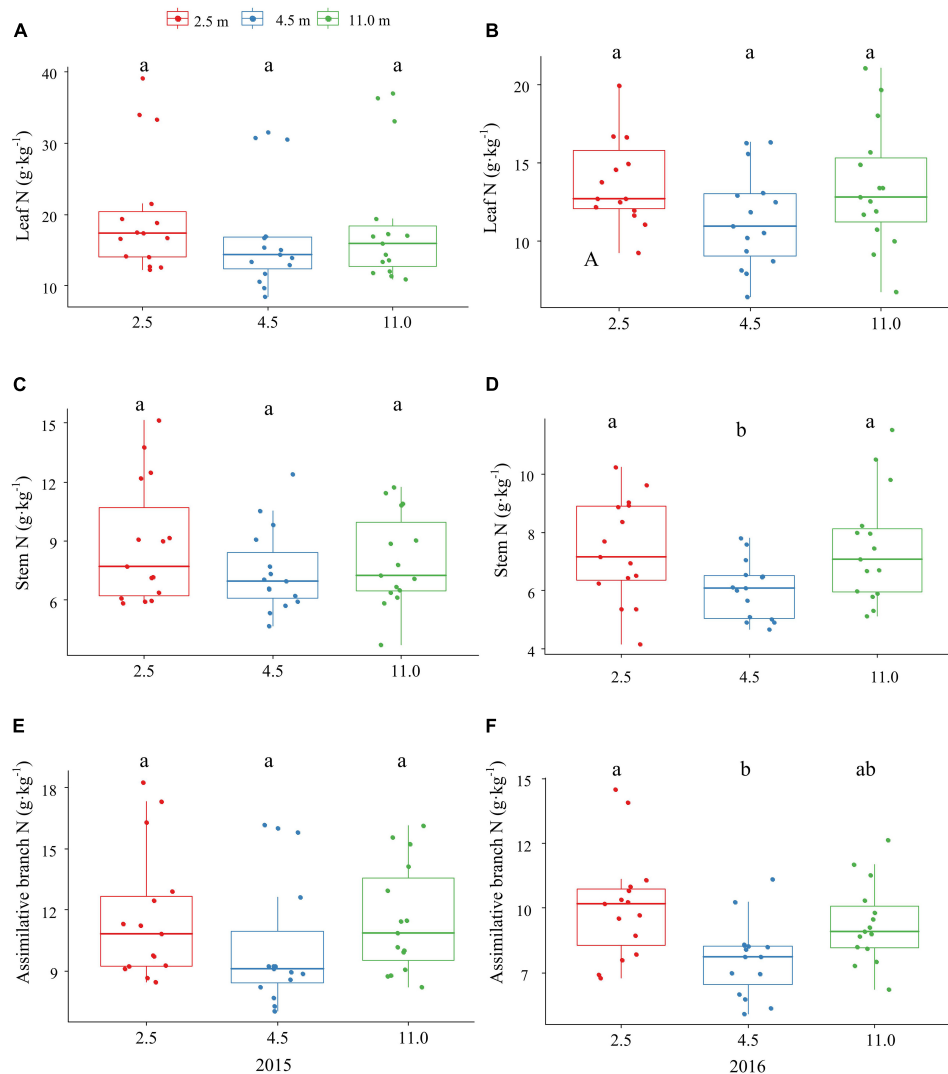 A
2.5 m 4.5 m 11.0 m
a a a
Leaf N (g·kg⁻¹)
40
30
20
10
2.5 4.5 11.0
B
a a a
Leaf N (g·kg⁻¹)
20
15
10
A
2.5 4.5 11.0
C
a a a
Stem N (g·kg⁻¹)
15
12
9
6
2.5 4.5 11.0
D
a b a
Stem N (g·kg⁻¹)
10
8
6
4
2.5 4.5 11.0
E
a a a
Assimilative branch N (g·kg⁻¹)
18
15
12
9
2.5 4.5 11.0
2015
F
a b ab
Assimilative branch N (g·kg⁻¹)
15
12
10
7
2.5 4.5 11.0
2016